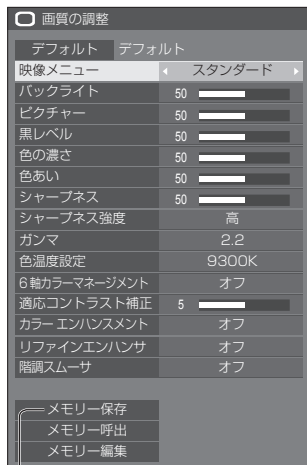 画質の調整
デフォルト デフォルト
映像メニュー スタンダード
バックライト 50
ピクチャー 50
黒レベル 50
色の濃さ 50
色あい 50
シャープネス 50
シャープネス強度 高
ガンマ 2.2
色温度設定 9300K
6軸カラーマネージメント オフ
適応コントラスト補正 5
カラー エンハンスメント オフ
リファインエンハンサ オフ
階調スムーサ オフ
メモリー保存
メモリー呼出
メモリー編集